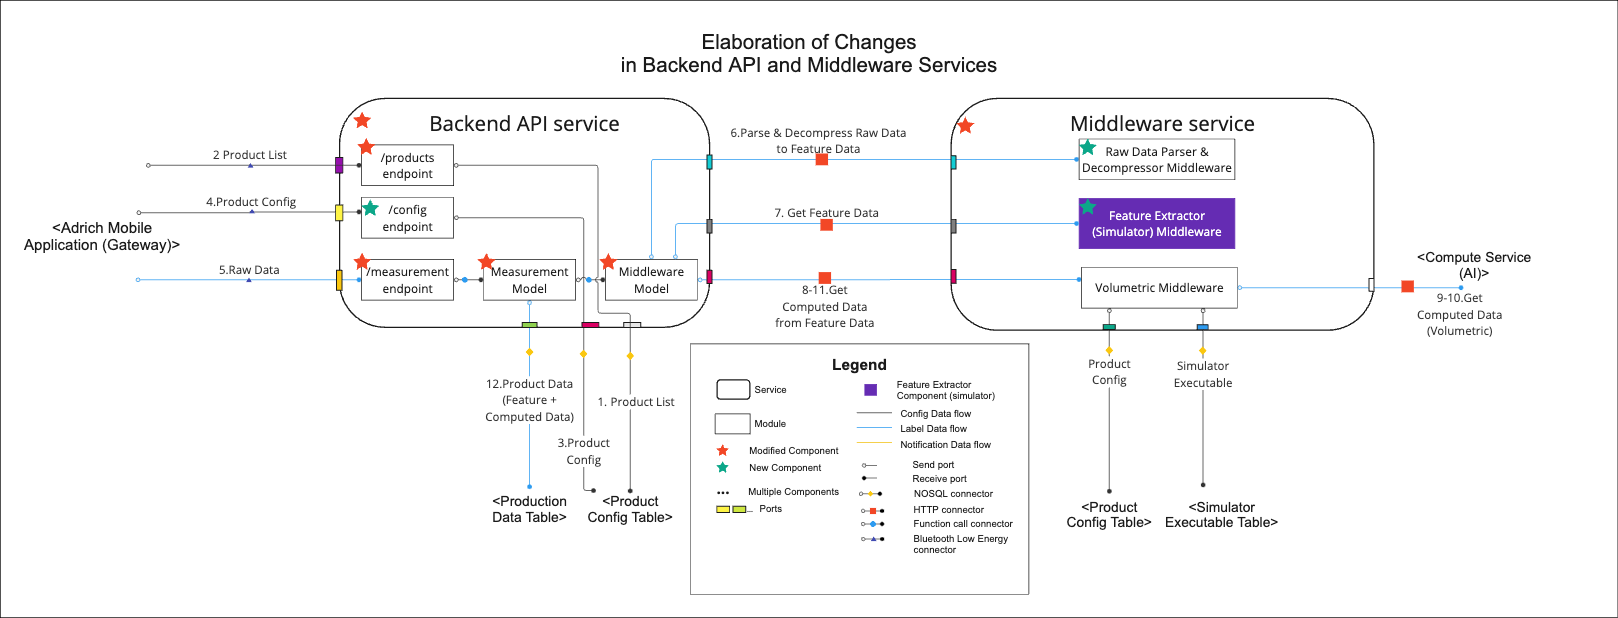 Elaboration of Changes
in Backend API and Middleware Services
Backend API service
Middleware service
2 Product List
4.Product Config
<Adrich Mobile
Application (Gateway)>
5.Raw Data
/products
endpoint
/config
endpoint
/measurement
endpoint
Measurement
Model
Middleware
Model
6.Parse & Decompress Raw Data
to Feature Data
7. Get Feature Data
8-11.Get
Computed Data
from Feature Data
Raw Data Parser &
Decompressor Middleware
Feature Extractor
(Simulator) Middleware
Volumetric Middleware
<Compute Service
(AI)>
9-10.Get
Computed Data
(Volumetric)
12.Product Data
(Feature +
Computed Data)
1. Product List
3.Product
Config
<Production
Data Table>
<Product
Config Table>
Product
Config
Simulator
Executable
<Product
Config Table>
<Simulator
Executable Table>
Legend
Service
Module
Modified Component
New Component
Multiple Components
Ports
Feature Extractor
Component (simulator)
Config Data flow
Label Data flow
Notification Data flow
Send port
Receive port
NOSQL connector
HTTP connector
Function call connector
Bluetooth Low Energy
connector